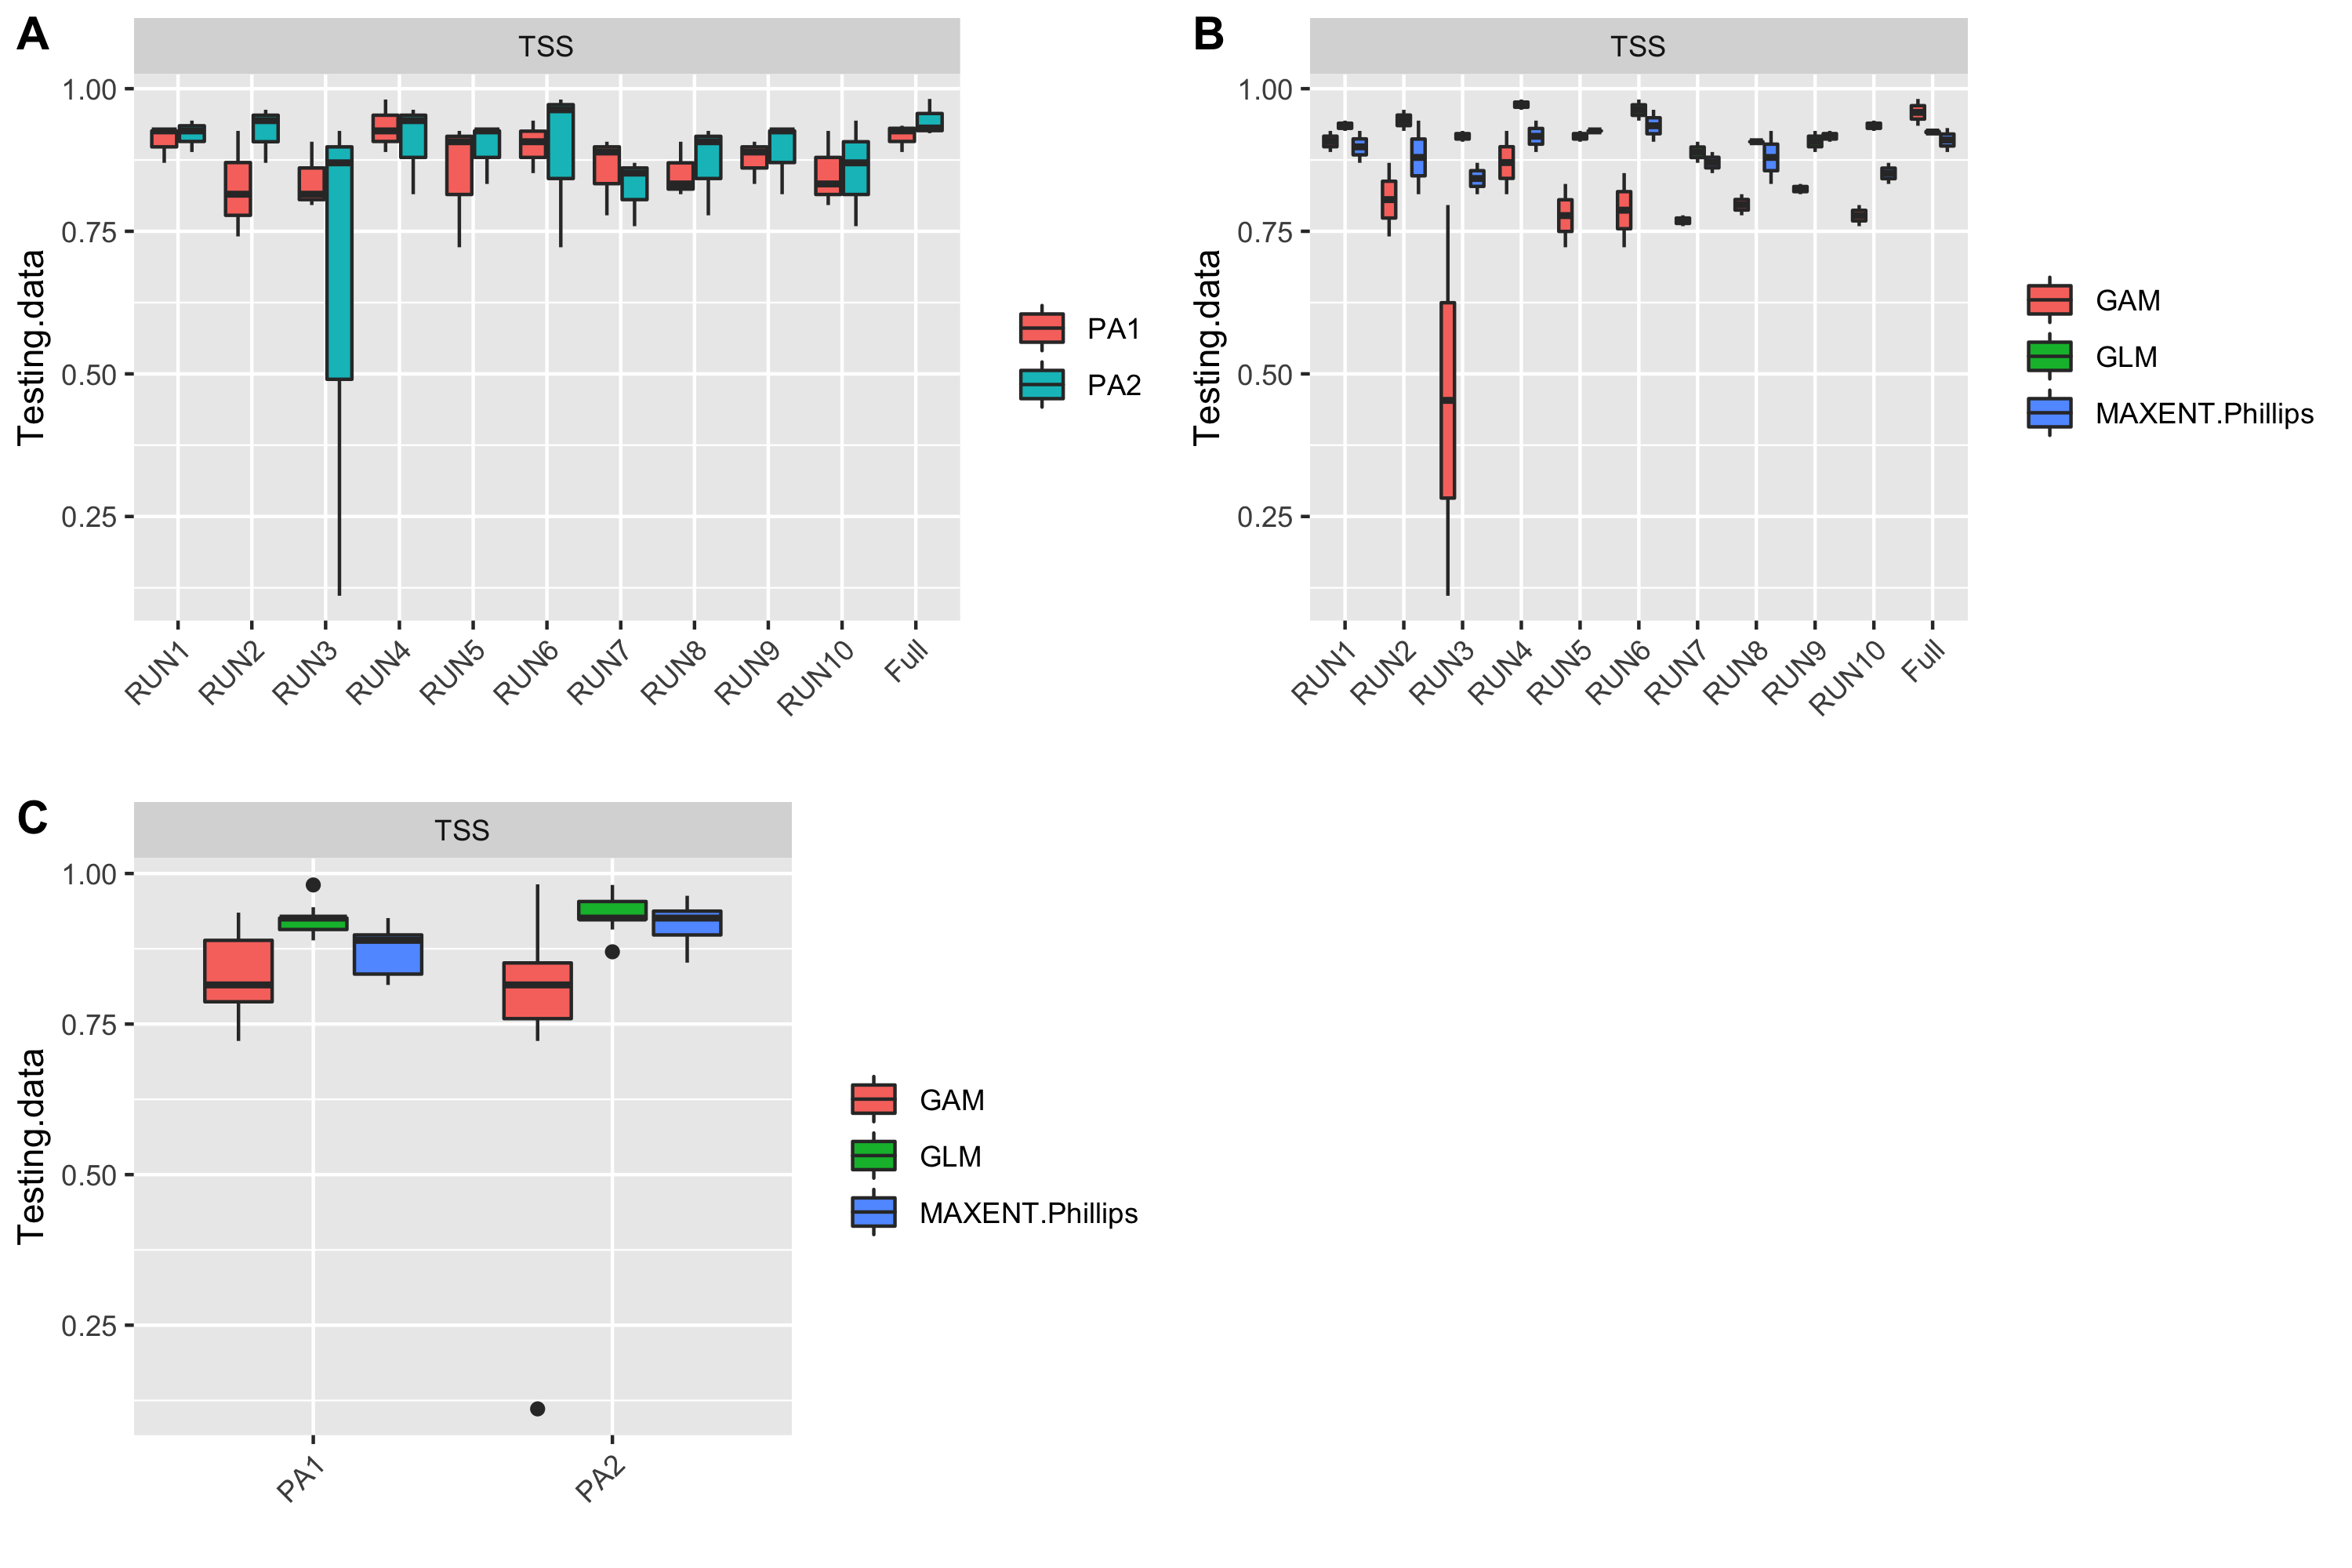 A
TSS
1.00
0.75
0.50
0.25
Testing.data
RUN1
RUN2
RUN3
RUN4
RUN5
RUN6
RUN7
RUN8
RUN9
RUN10
Full
PA1
PA2
B
TSS
1.00
0.75
0.50
0.25
Testing.data
RUN1
RUN2
RUN3
RUN4
RUN5
RUN6
RUN7
RUN8
RUN9
RUN10
Full
GAM
GLM
MAXENT.Phillips
C
TSS
1.00
0.75
0.50
0.25
Testing.data
PA1
PA2
GAM
GLM
MAXENT.Phillips